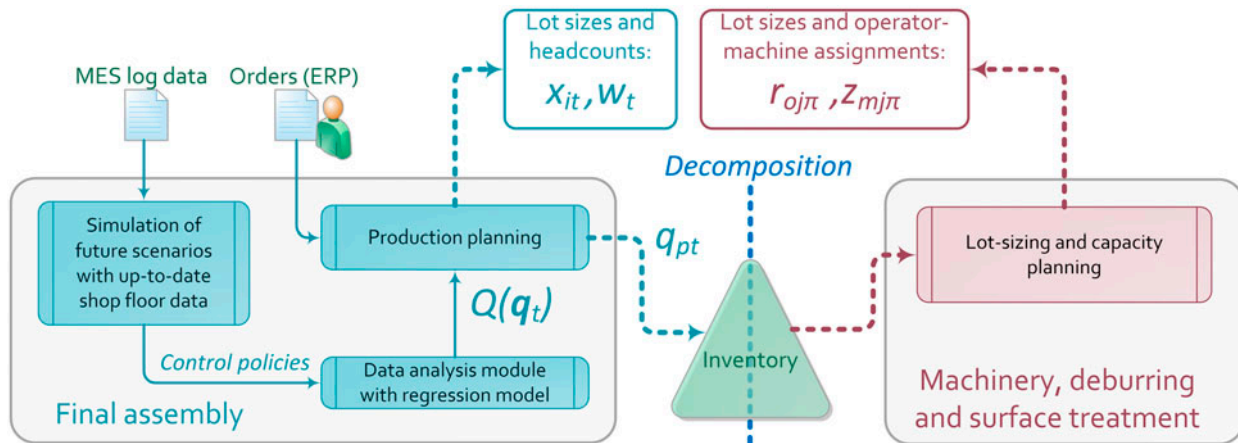 MES log data
Orders (ERP)
Lot sizes and
headcounts:
x_it, w_t
Lot sizes and operator-
machine assignments:
r_ojπ , z_mjπ
Decomposition
Simulation of
future scenarios
with up-to-date
shop floor data
Production planning
q_pt
Lot-sizing and capacity
planning
Q(q_t)
Control policies
Data analysis module
with regression model
Inventory
Final assembly
Machinery, deburring
and surface treatment